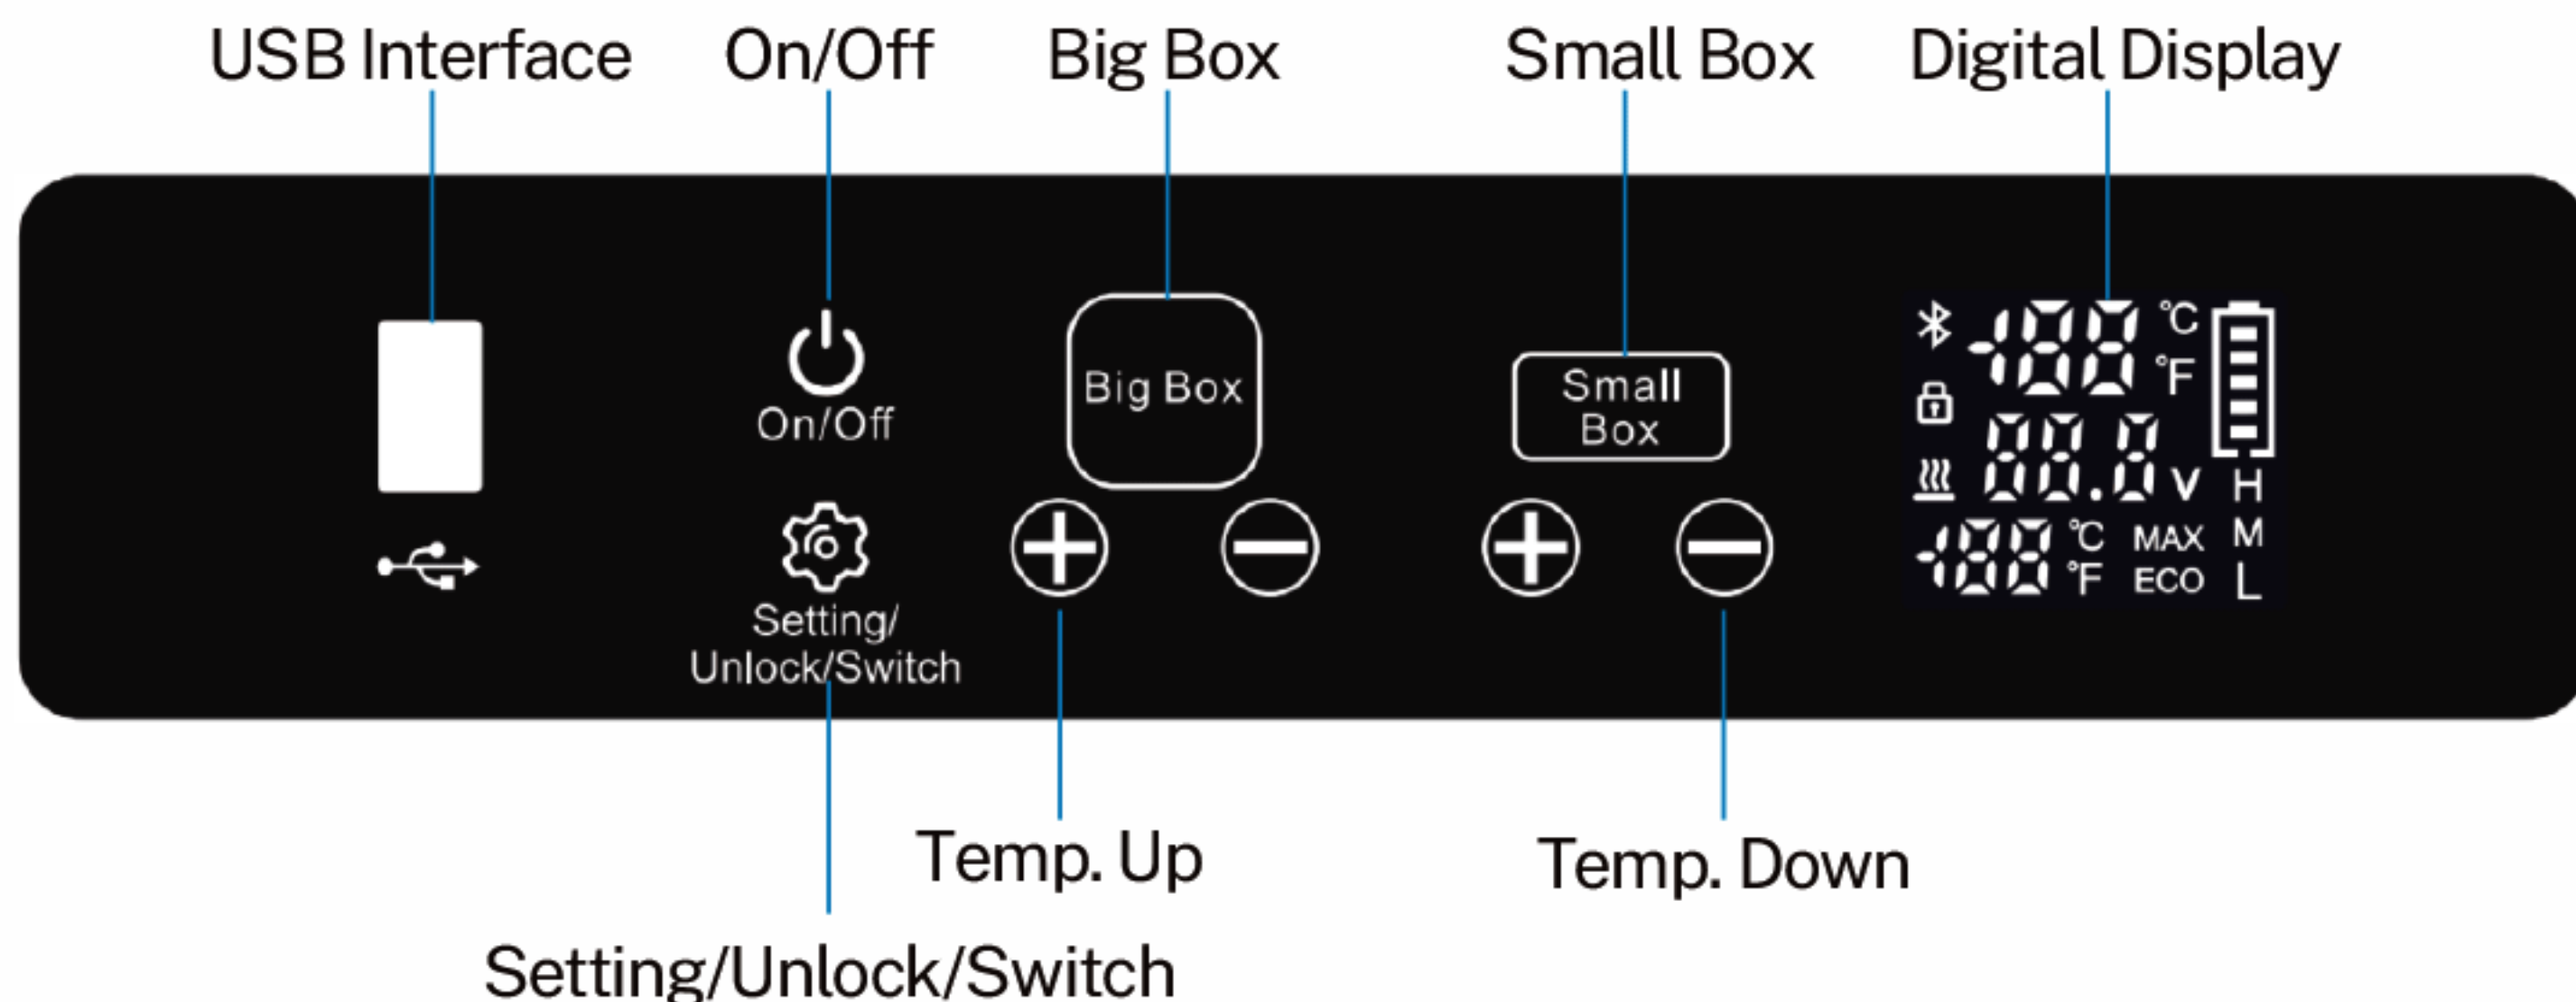 USB Interface
On/Off
Big Box
Small Box
Digital Display
On/Off
Big Box
Small
Box
-188 °C
°F
88.8 V
H
-188 °C MAX M
°F ECO L
Setting/
Unlock/Switch
Temp. Up
Temp. Down
Setting/Unlock/Switch